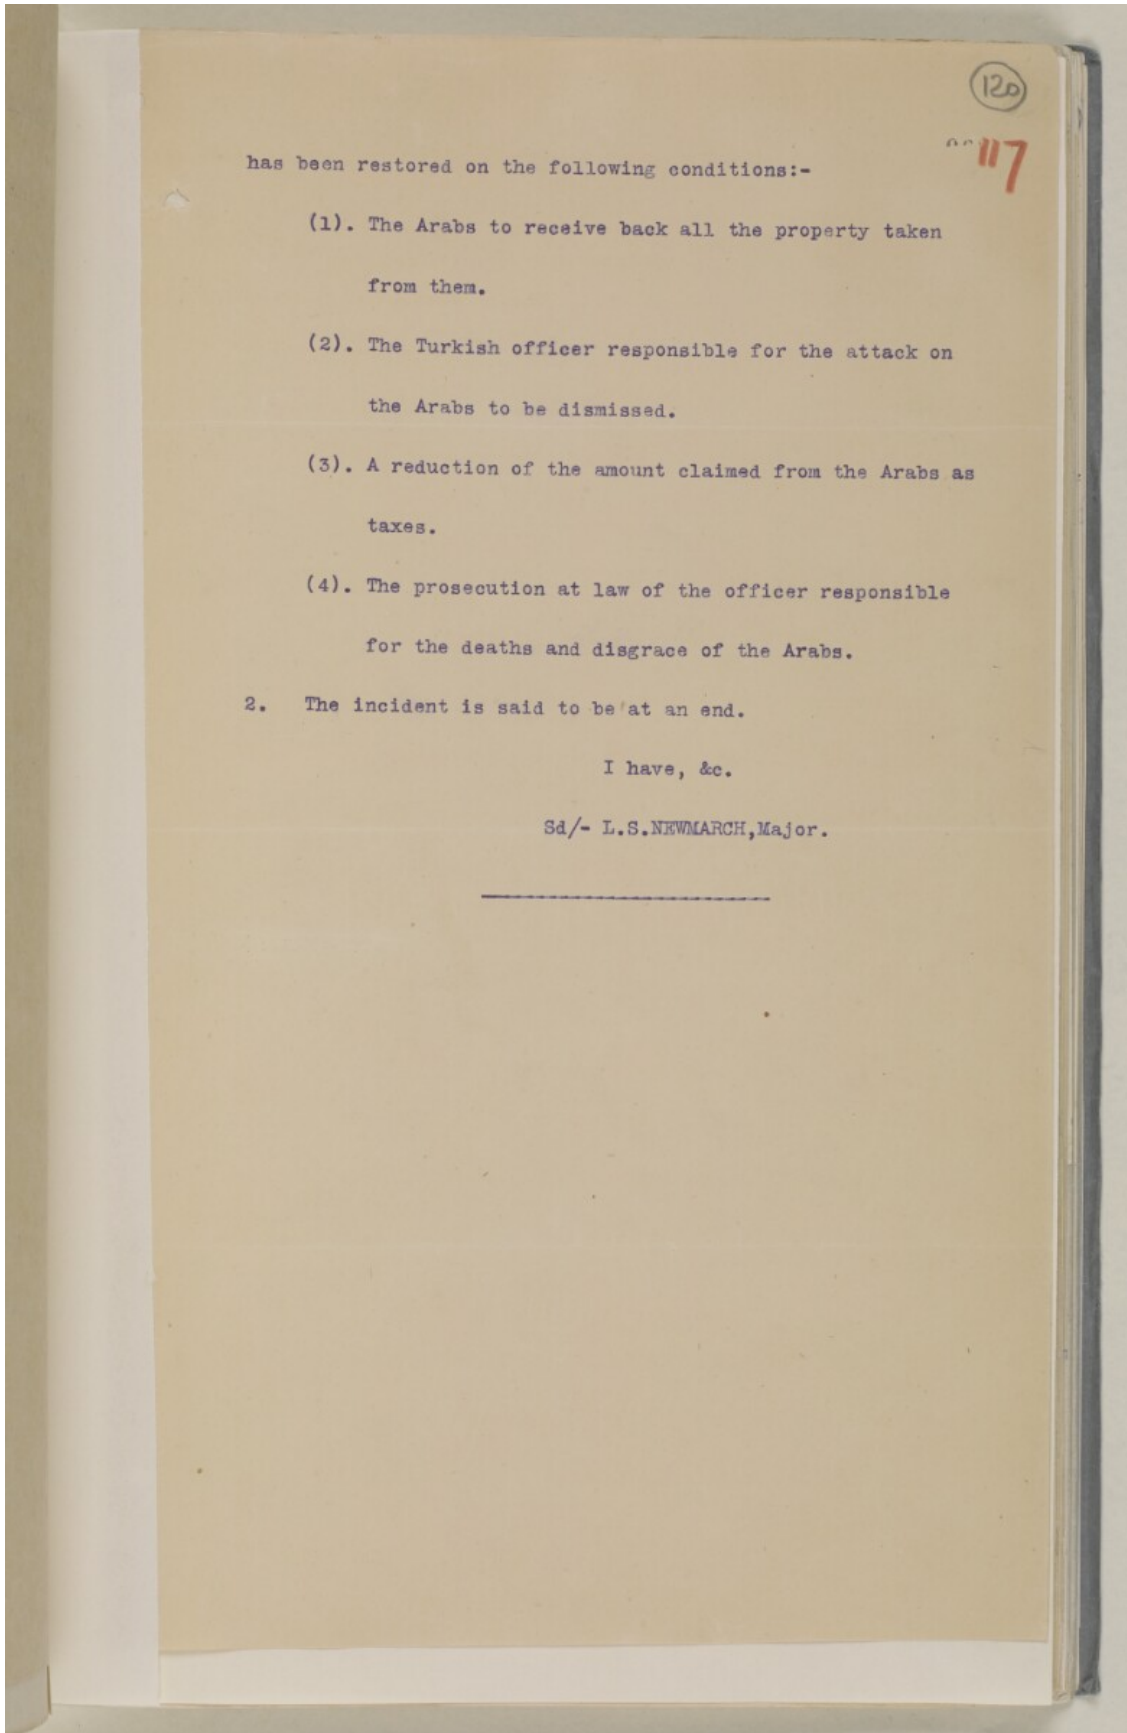 120
117
has been restored on the following conditions:-
(1). The Arabs to receive back all the property taken
from them.
(2). The Turkish officer responsible for the attack on
the Arabs to be dismissed.
(3). A reduction of the amount claimed from the Arabs as
taxes.
(4). The prosecution at law of the officer responsible
for the deaths and disgrace of the Arabs.
2. The incident is said to be at an end.
I have, &c.
Sd/- L.S.NEWMARCH,Major.